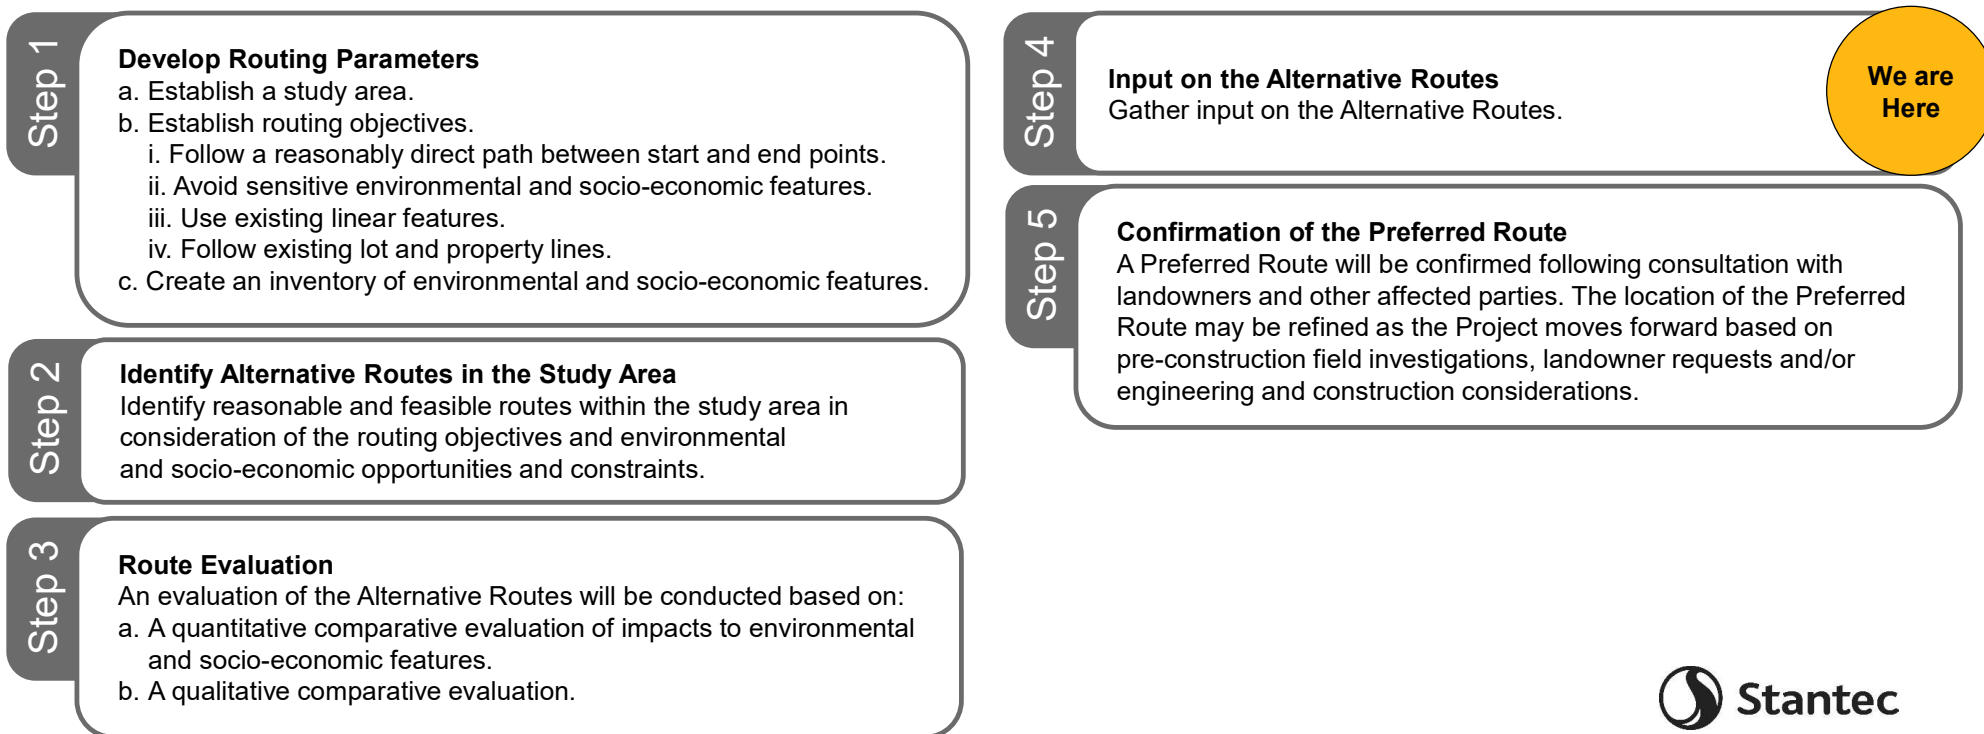 Step 1
Develop Routing Parameters
a. Establish a study area.
b. Establish routing objectives.
i. Follow a reasonably direct path between start and end points.
ii. Avoid sensitive environmental and socio-economic features.
iii. Use existing linear features.
iv. Follow existing lot and property lines.
c. Create an inventory of environmental and socio-economic features.
Step 2
Identify Alternative Routes in the Study Area
Identify reasonable and feasible routes within the study area in
consideration of the routing objectives and environmental
and socio-economic opportunities and constraints.
Step 3
Route Evaluation
An evaluation of the Alternative Routes will be conducted based on:
a. A quantitative comparative evaluation of impacts to environmental
and socio-economic features.
b. A qualitative comparative evaluation.
Step 4
Input on the Alternative Routes
Gather input on the Alternative Routes.
We are
Here
Step 5
Confirmation of the Preferred Route
A Preferred Route will be confirmed following consultation with
landowners and other affected parties. The location of the Preferred
Route may be refined as the Project moves forward based on
pre-construction field investigations, landowner requests and/or
engineering and construction considerations.
Stantec